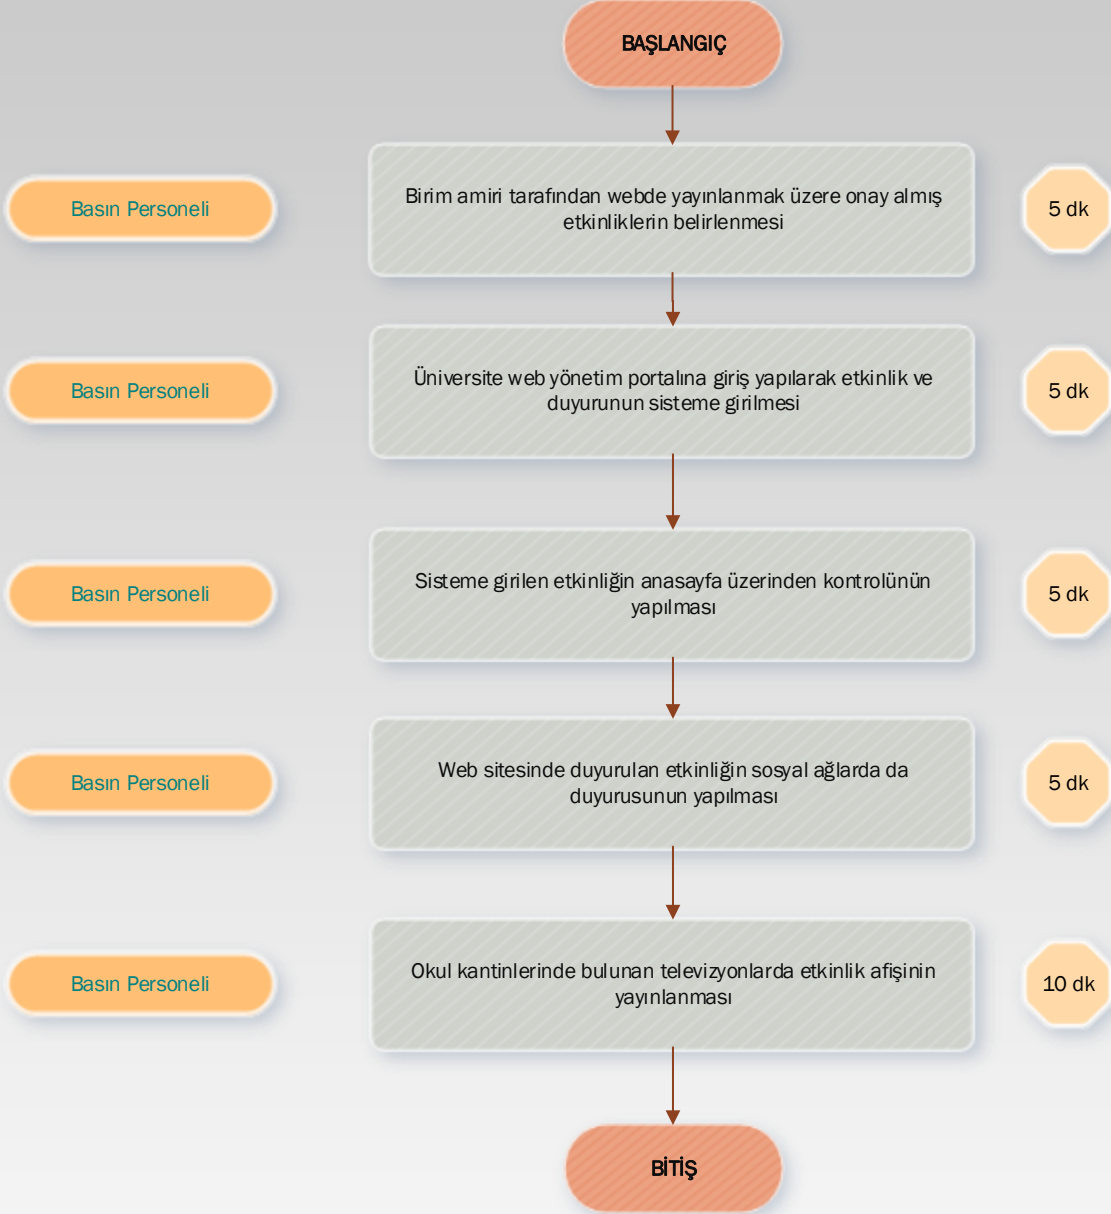 BAŞLANGIÇ
Basın Personeli
Birim amiri tarafından webde yayınlanmak üzere onay almış
etkinliklerin belirlenmesi
5 dk
Basın Personeli
Üniversite web yönetim portalına giriş yapılarak etkinlik ve
duyurunun sisteme girilmesi
5 dk
Basın Personeli
Sisteme girilen etkinliğin anasayfa üzerinden kontrolünün
yapılması
5 dk
Basın Personeli
Web sitesinde duyurulan etkinliğin sosyal ağlarda da
duyurusunun yapılması
5 dk
Basın Personeli
Okul kantinlerinde bulunan televizyonlarda etkinlik afişinin
yayınlanması
10 dk
BİTİŞ